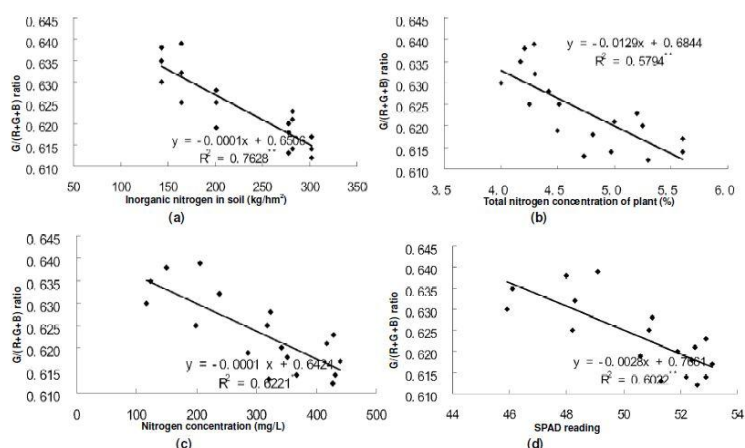 0.645
0.640
0.635
0.630
0.625
0.620
0.615
0.610
G/(R+G+B) ratio
y = -0.0001x + 0.6506
R² = 0.7628**
50 100 150 200 250 300 350
Inorganic nitrogen in soil (kg/hm²)
(a)
0.645
0.640
0.635
0.630
0.625
0.620
0.615
0.610
G/(R+G+B) ratio
y = -0.0129x + 0.6844
R² = 0.5794**
3.5 4.0 4.5 5.0 5.5 6.0
Total nitrogen concentration of plant (%)
(b)
0.645
0.640
0.635
0.630
0.625
0.620
0.615
0.610
G/(R+G+B) ratio
y = -0.0001 x + 0.6424
R² = 0.6221
0 100 200 300 400 500
Nitrogen concentration (mg/L)
(c)
0.645
0.640
0.635
0.630
0.625
0.620
0.615
0.610
G/(R+G+B) ratio
y = -0.0028x + 0.7661
R² = 0.6022**
44 46 48 50 52 54
SPAD reading
(d)